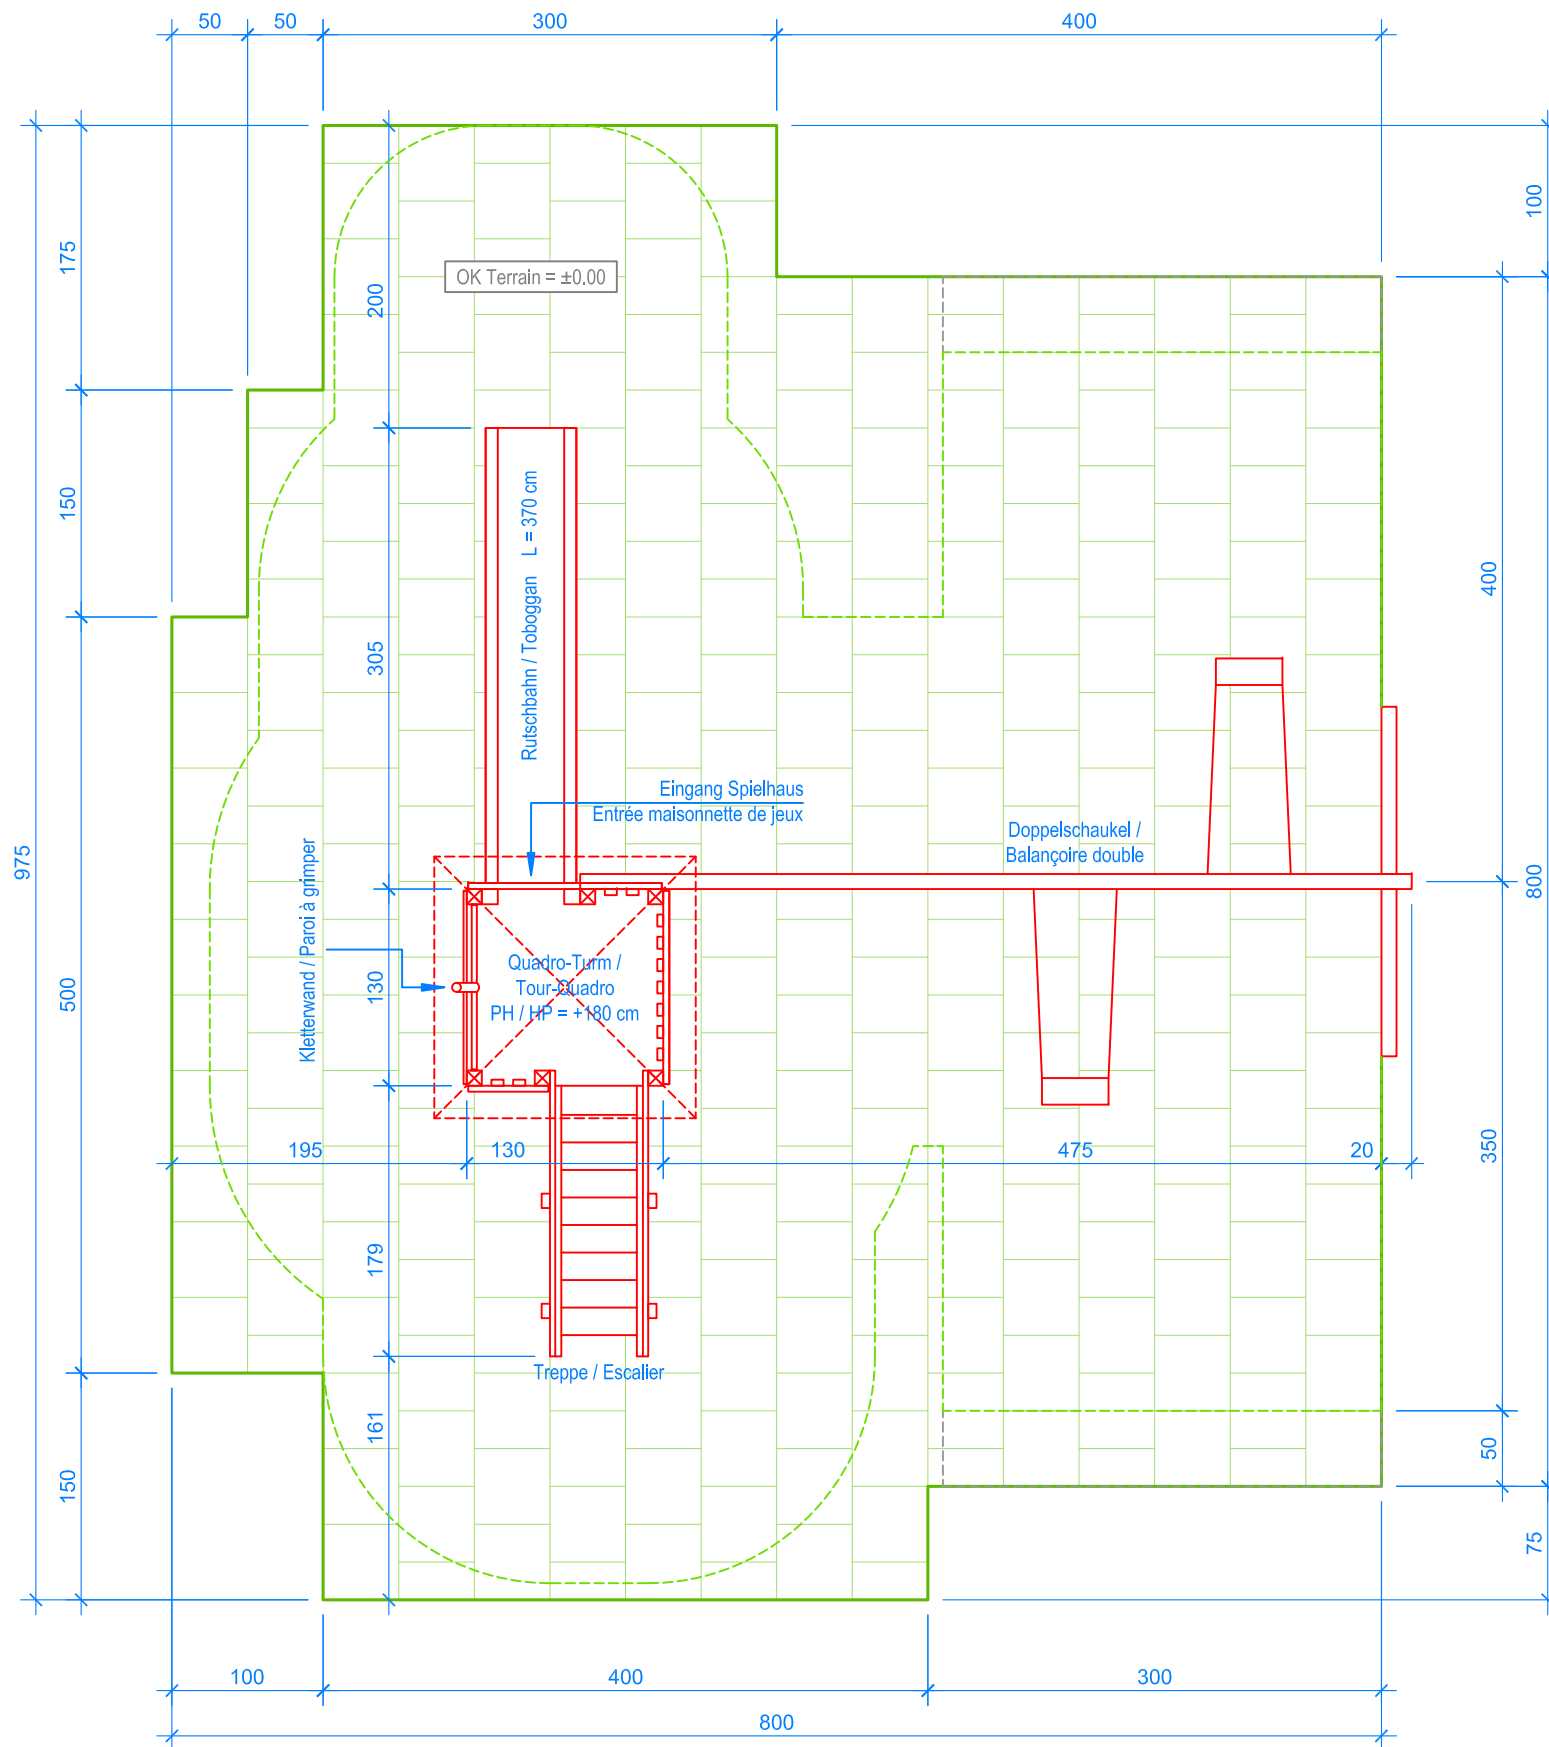 50
50
300
400
975
175
150
500
150
200
305
130
179
161
100
800
75
400
350
50
OK Terrain = ±0.00
Rutschbahn / Toboggan L = 370 cm
Eingang Spielhaus
Entrée maisonnette de jeux
Doppelschaukel /
Balançoire double
Kletterwand / Paroi à grimper
Quadro-Turm /
Tour-Quadro
PH / HP = +180 cm
195
130
475
20
Treppe / Escalier
100
400
300
800